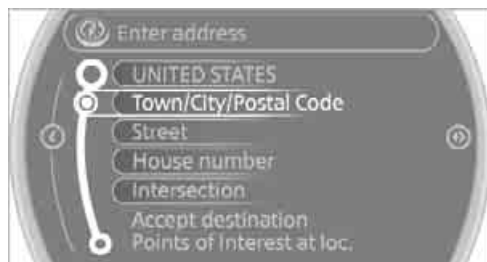 Enter address
UNITED STATES
Town/City/Postal Code
Street
House number
Intersection
Accept destination
Points of Interest at loc.